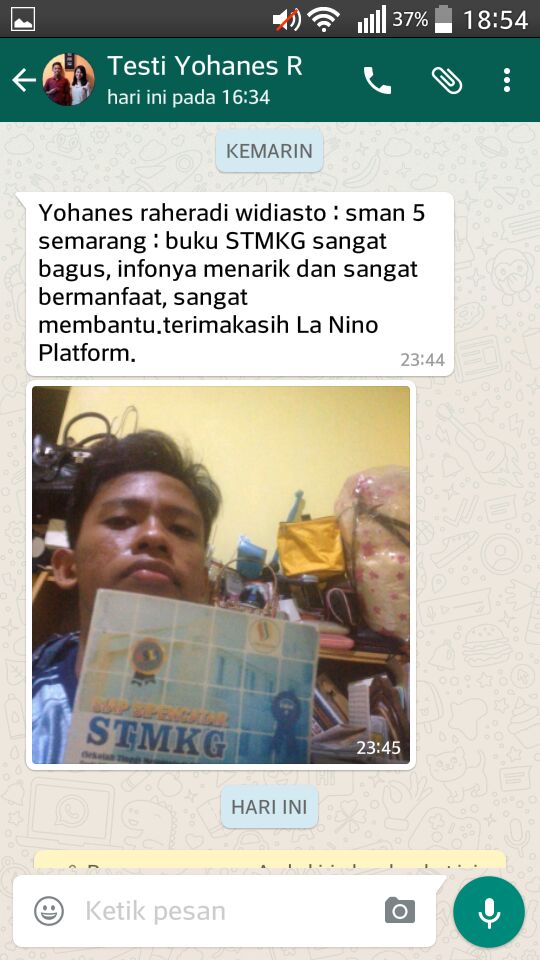 37% 18:54
Testi Yohanes R
hari ini pada 16:34
KEMARIN
Yohanes raheradi widiasto : sman 5
semarang : buku STMKG sangat
bagus, infonya menarik dan sangat
bermanfaat, sangat
membantu.terimakasih La Nino
Platform.
23:44
STMKG
(Sekolah Tinggi
23:45
HARI INI
Ketik pesan